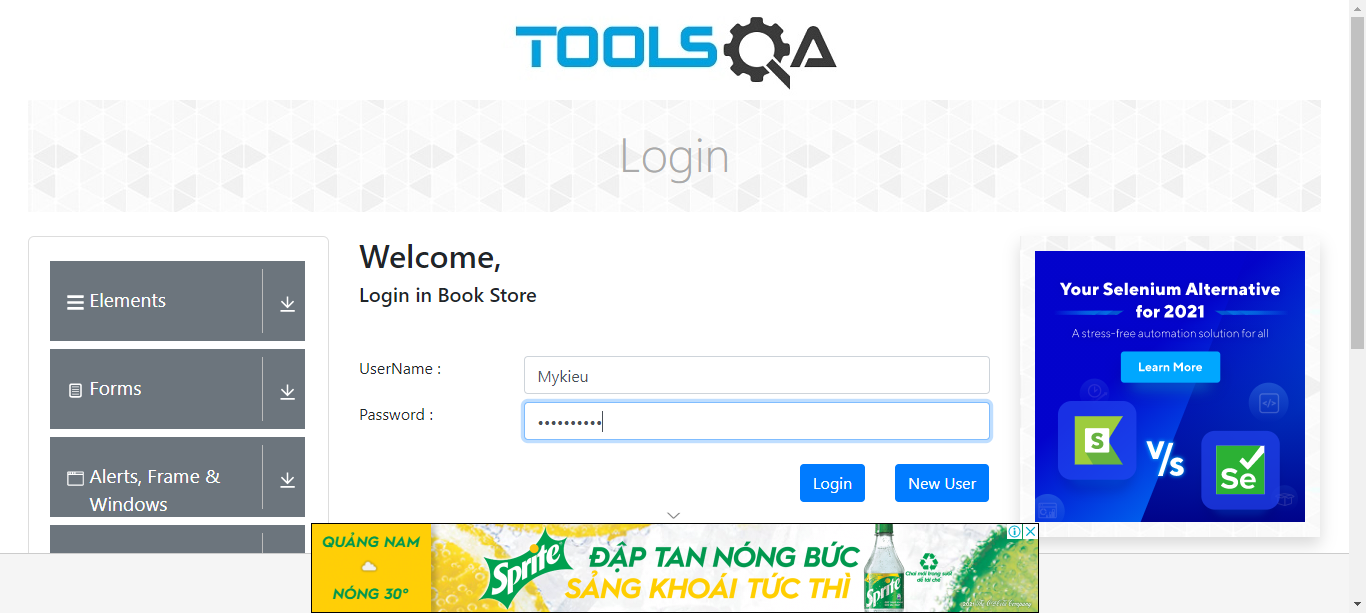 TOOLSQA
Login
Elements
Forms
Alerts, Frame &
Windows
Welcome,
Login in Book Store
UserName :
Mykieu
Password :
••••••••••
Login
New User
Your Selenium Alternative
for 2021
A stress-free automation solution for all
Learn More
S
V/s
Se
QUẢNG NAM
NÓNG 30°
Sprite
ĐẬP TAN NÓNG BỨC
SẢNG KHOÁI TỨC THÌ
Sprite